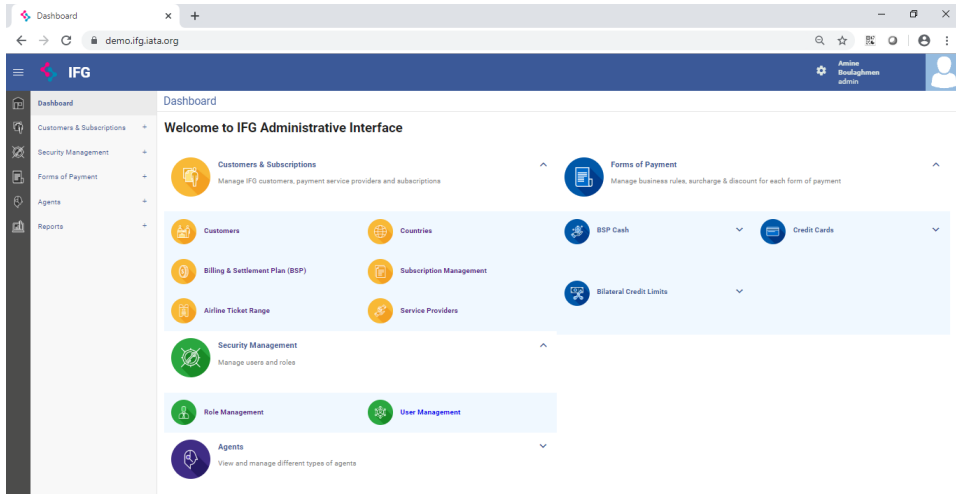 Dashboard
demo.ifg.iata.org
IFG
Amine
Boulaghmen
admin
Dashboard
Customers & Subscriptions +
Security Management +
Forms of Payment +
Agents +
Reports +
Dashboard
Welcome to IFG Administrative Interface
Customers & Subscriptions
Manage IFG customers, payment service providers and subscriptions
Customers
Countries
Billing & Settlement Plan (BSP)
Subscription Management
Airline Ticket Range
Service Providers
Security Management
Manage users and roles
Role Management
User Management
Agents
View and manage different types of agents
Forms of Payment
Manage business rules, surcharge & discount for each form of payment
BSP Cash
Credit Cards
Bilateral Credit Limits